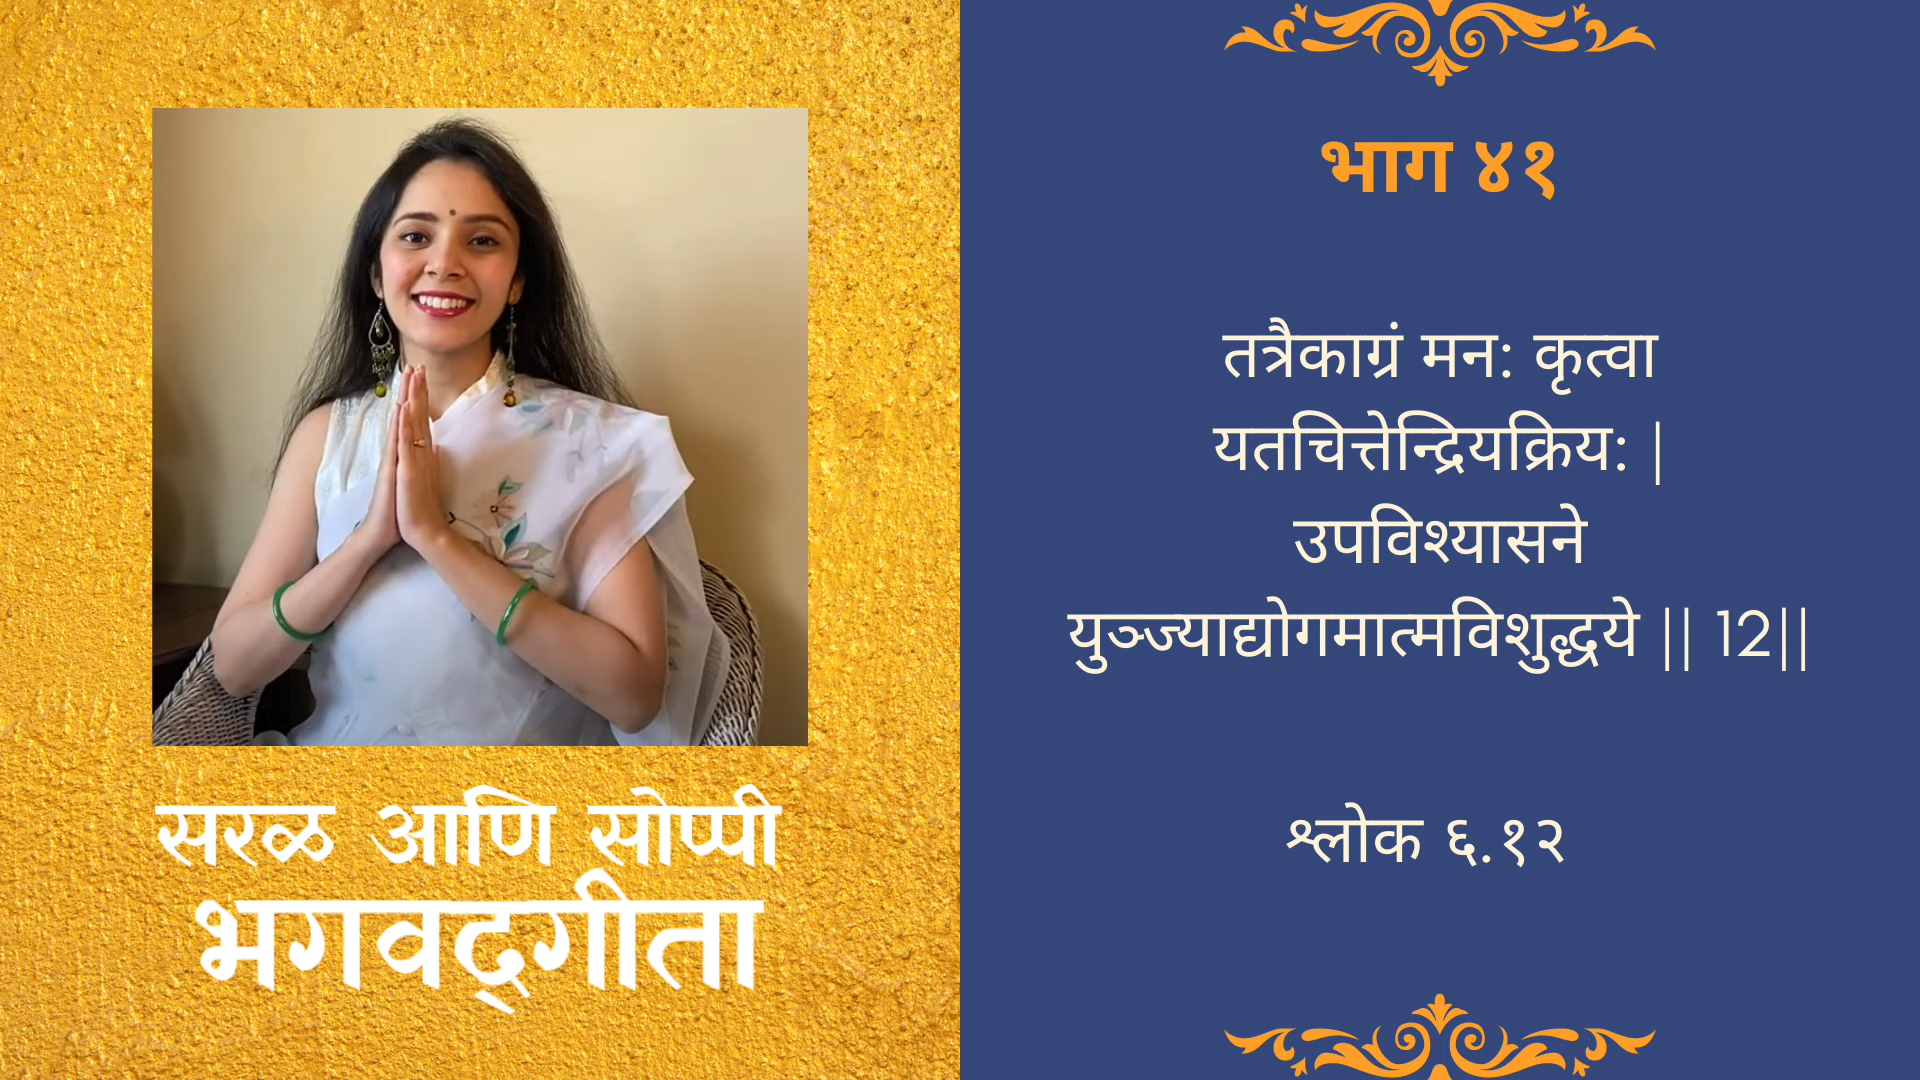 सरळ आणि सोप्पी
भगवद्‌गीता
भाग ४१
तत्रैकाग्रं मन: कृत्वा
यतचित्तेन्द्रियक्रिय: |
उपविश्यासने
युञ्ज्याद्योगमात्मविशुद्धये || 12||
श्लोक ६.१२